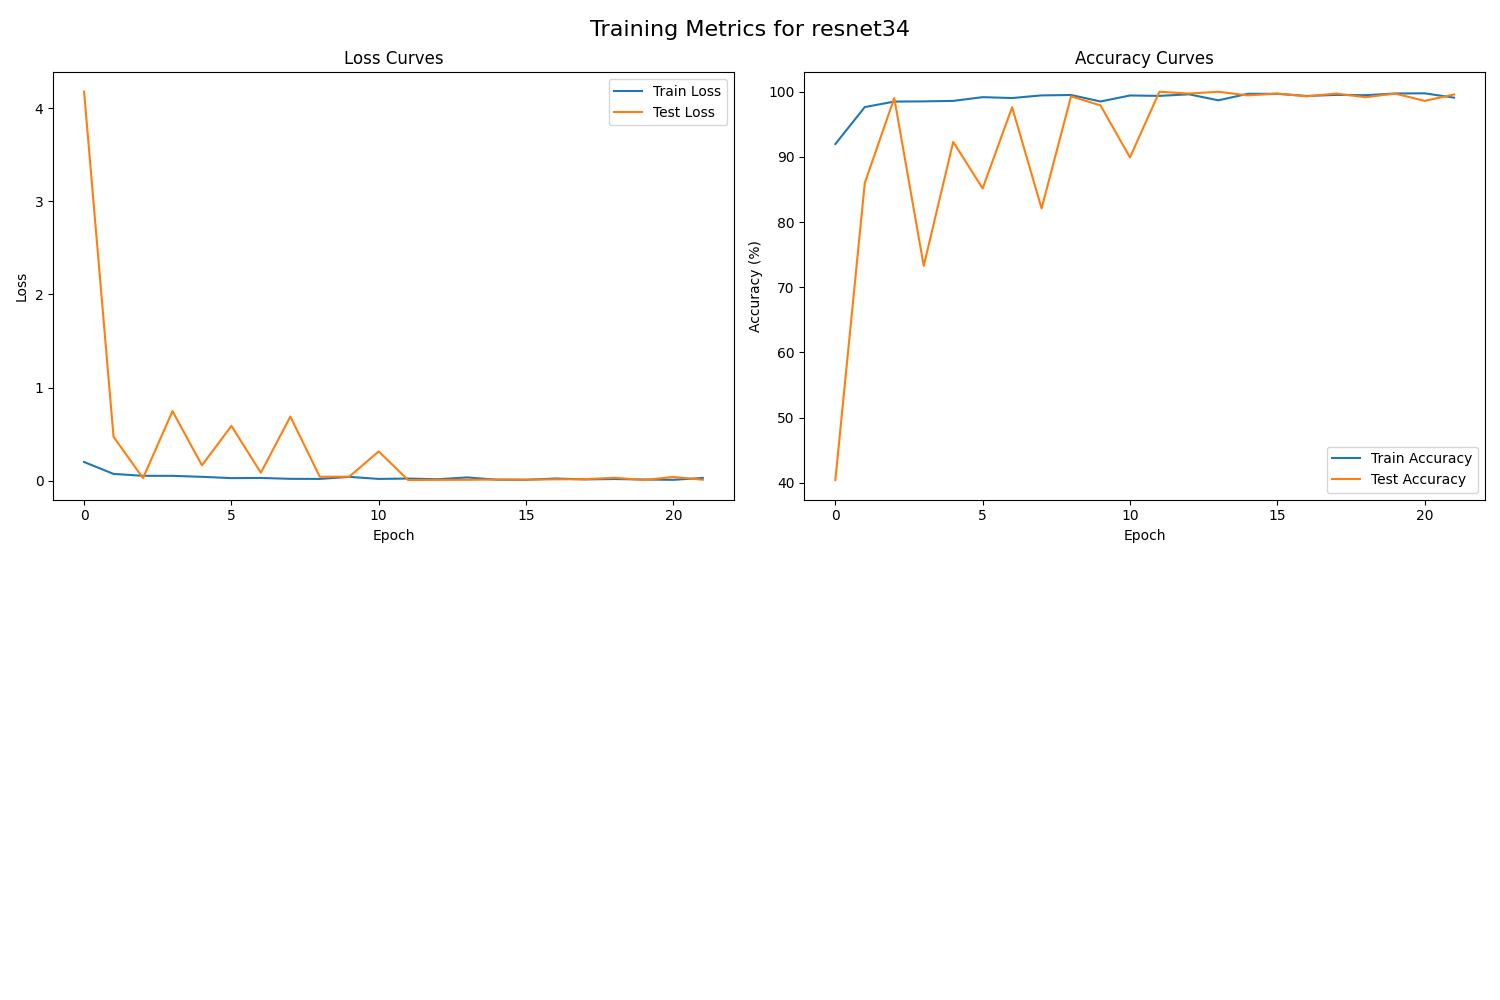 Training Metrics for resnet34
Loss Curves
Train Loss
Test Loss
4
3
2
1
0
Loss
0 5 10 15 20
Epoch
Accuracy Curves
100
90
80
70
60
50
40
Accuracy (%)
Train Accuracy
Test Accuracy
0 5 10 15 20
Epoch